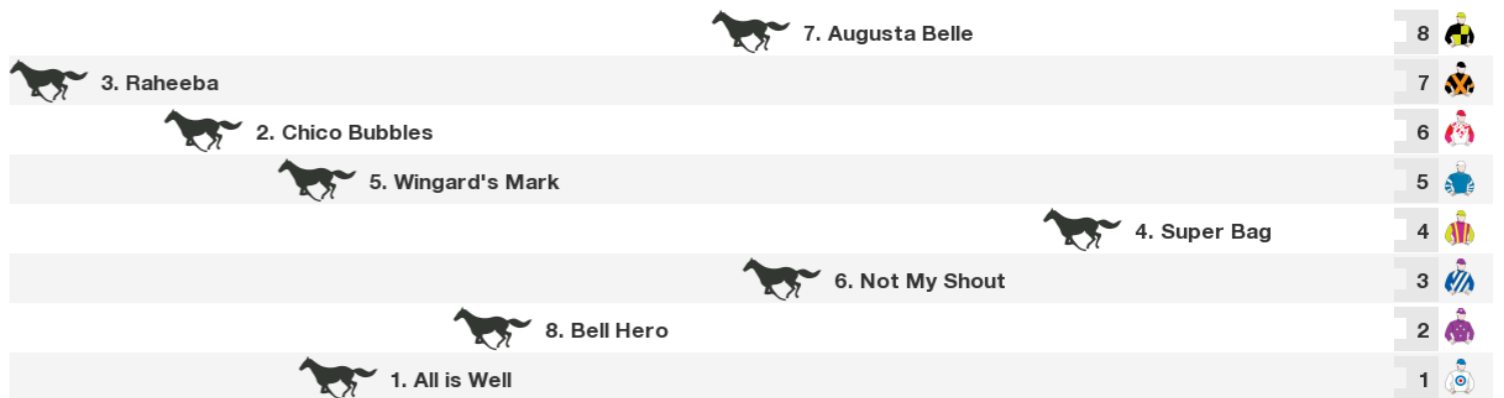 7. Augusta Belle 8
3. Raheeba 7
2. Chico Bubbles 6
5. Wingard's Mark 5
4. Super Bag 4
6. Not My Shout 3
8. Bell Hero 2
1. All is Well 1